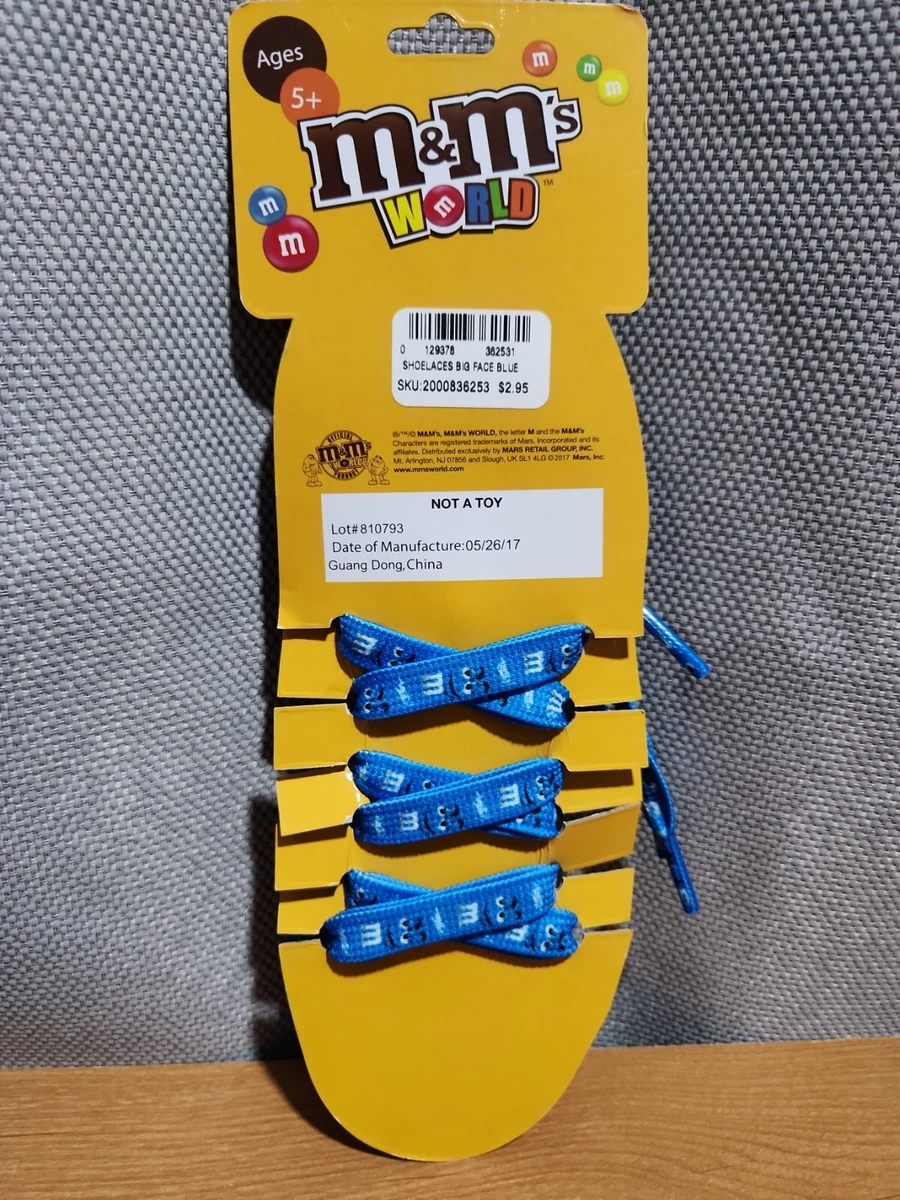 Ages
5+
m
m
m
m&m's
WORLD™
m
m
0 129378 362531
SHOELACES BIG FACE BLUE
SKU:2000836253 $2.95
®/™/© M&M's, M&M's WORLD, the letter M and the M&M's
Characters are registered trademarks of Mars, Incorporated and its
affiliates. Distributed exclusively by MARS RETAIL GROUP, INC.
Mt. Arlington, NJ 07856 and Slough, UK SL1 4LG ©2017 Mars, Inc.
www.mmsworld.com
OFFICIAL
m&m's
WORLD
PRODUCT
NOT A TOY
Lot#810793
Date of Manufacture:05/26/17
Guang Dong,China
m
m m
m
m
m m
m m